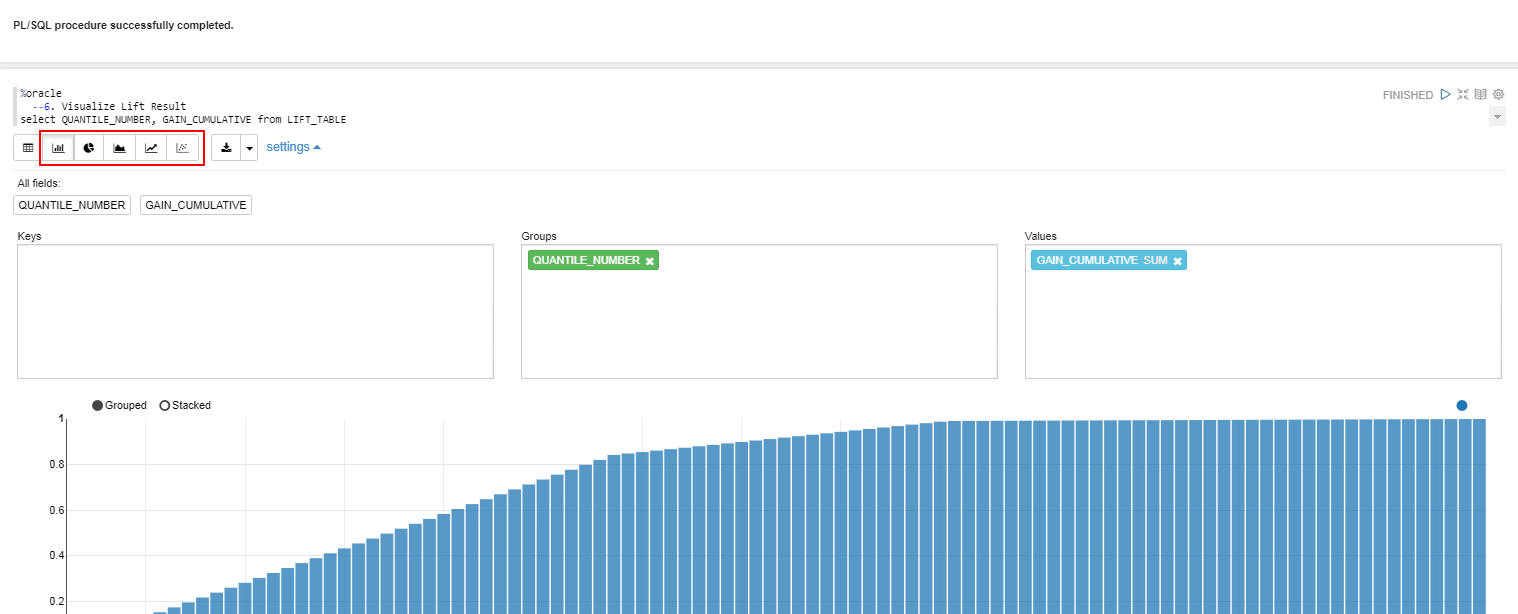 PL/SQL procedure successfully completed.
%oracle
--6. Visualize Lift Result
select QUANTILE_NUMBER, GAIN_CUMULATIVE from LIFT_TABLE
FINISHED
settings
All fields:
QUANTILE_NUMBER GAIN_CUMULATIVE
Keys Groups Values
QUANTILE_NUMBER GAIN_CUMULATIVE SUM
Grouped Stacked
1
0.8
0.6
0.4
0.2